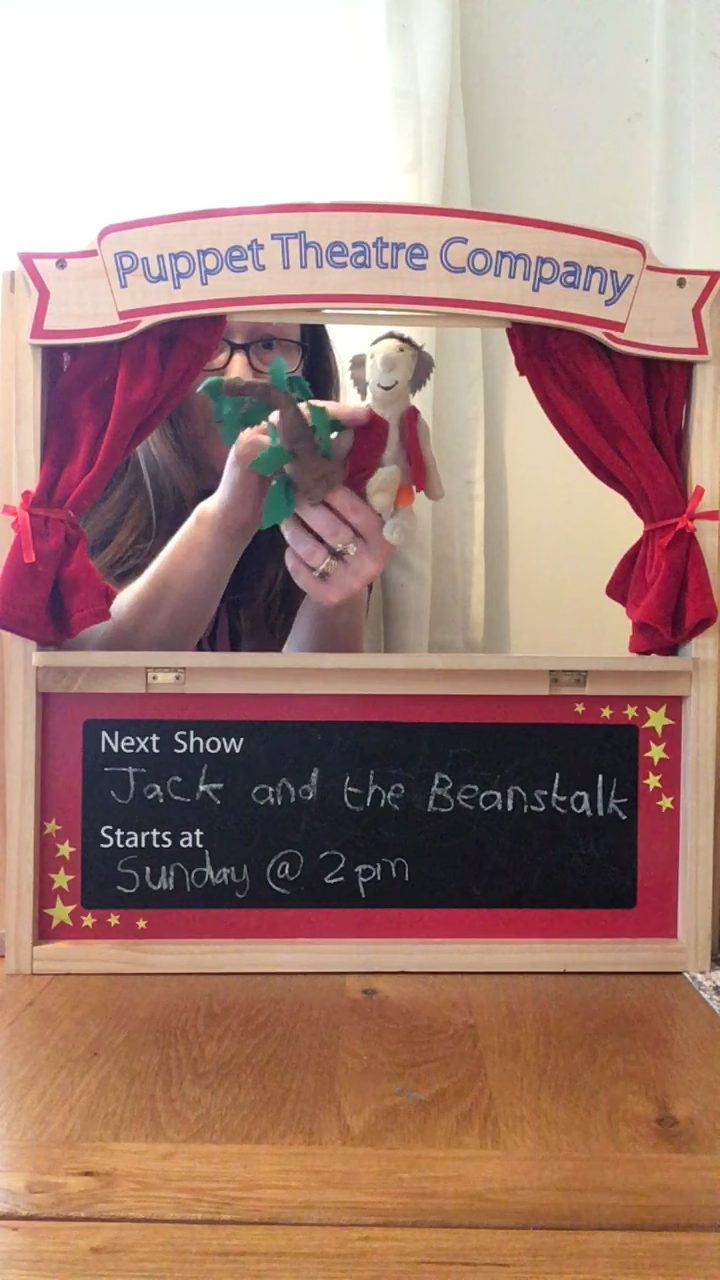 Puppet Theatre Company
Next Show
Jack and the Beanstalk
Starts at
Sunday @ 2pm